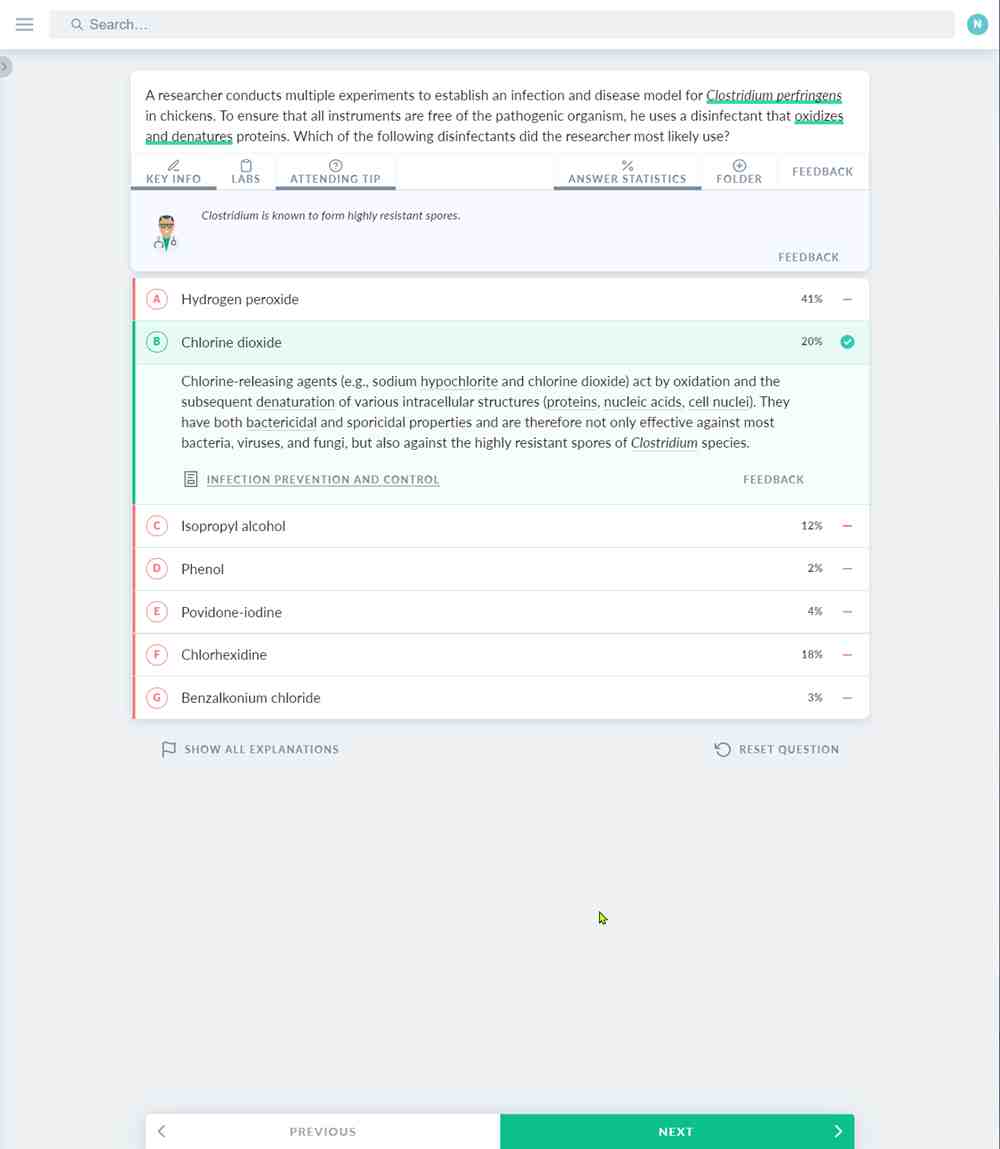 Search…
N
A researcher conducts multiple experiments to establish an infection and disease model for Clostridium perfringens
in chickens. To ensure that all instruments are free of the pathogenic organism, he uses a disinfectant that oxidizes
and denatures proteins. Which of the following disinfectants did the researcher most likely use?
KEY INFO LABS ATTENDING TIP ANSWER STATISTICS FOLDER FEEDBACK
Clostridium is known to form highly resistant spores.
FEEDBACK
A Hydrogen peroxide 41%
B Chlorine dioxide 20%
Chlorine-releasing agents (e.g., sodium hypochlorite and chlorine dioxide) act by oxidation and the
subsequent denaturation of various intracellular structures (proteins, nucleic acids, cell nuclei). They
have both bactericidal and sporicidal properties and are therefore not only effective against most
bacteria, viruses, and fungi, but also against the highly resistant spores of Clostridium species.
INFECTION PREVENTION AND CONTROL FEEDBACK
C Isopropyl alcohol 12%
D Phenol 2%
E Povidone-iodine 4%
F Chlorhexidine 18%
G Benzalkonium chloride 3%
SHOW ALL EXPLANATIONS RESET QUESTION
PREVIOUS NEXT